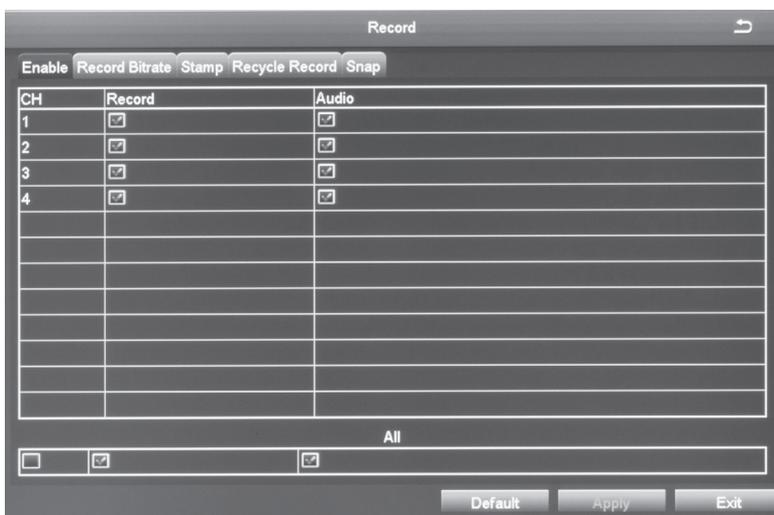 Record
Enable Record Bitrate Stamp Recycle Record Snap
CH Record Audio
1
2
3
4
All
Default Apply Exit